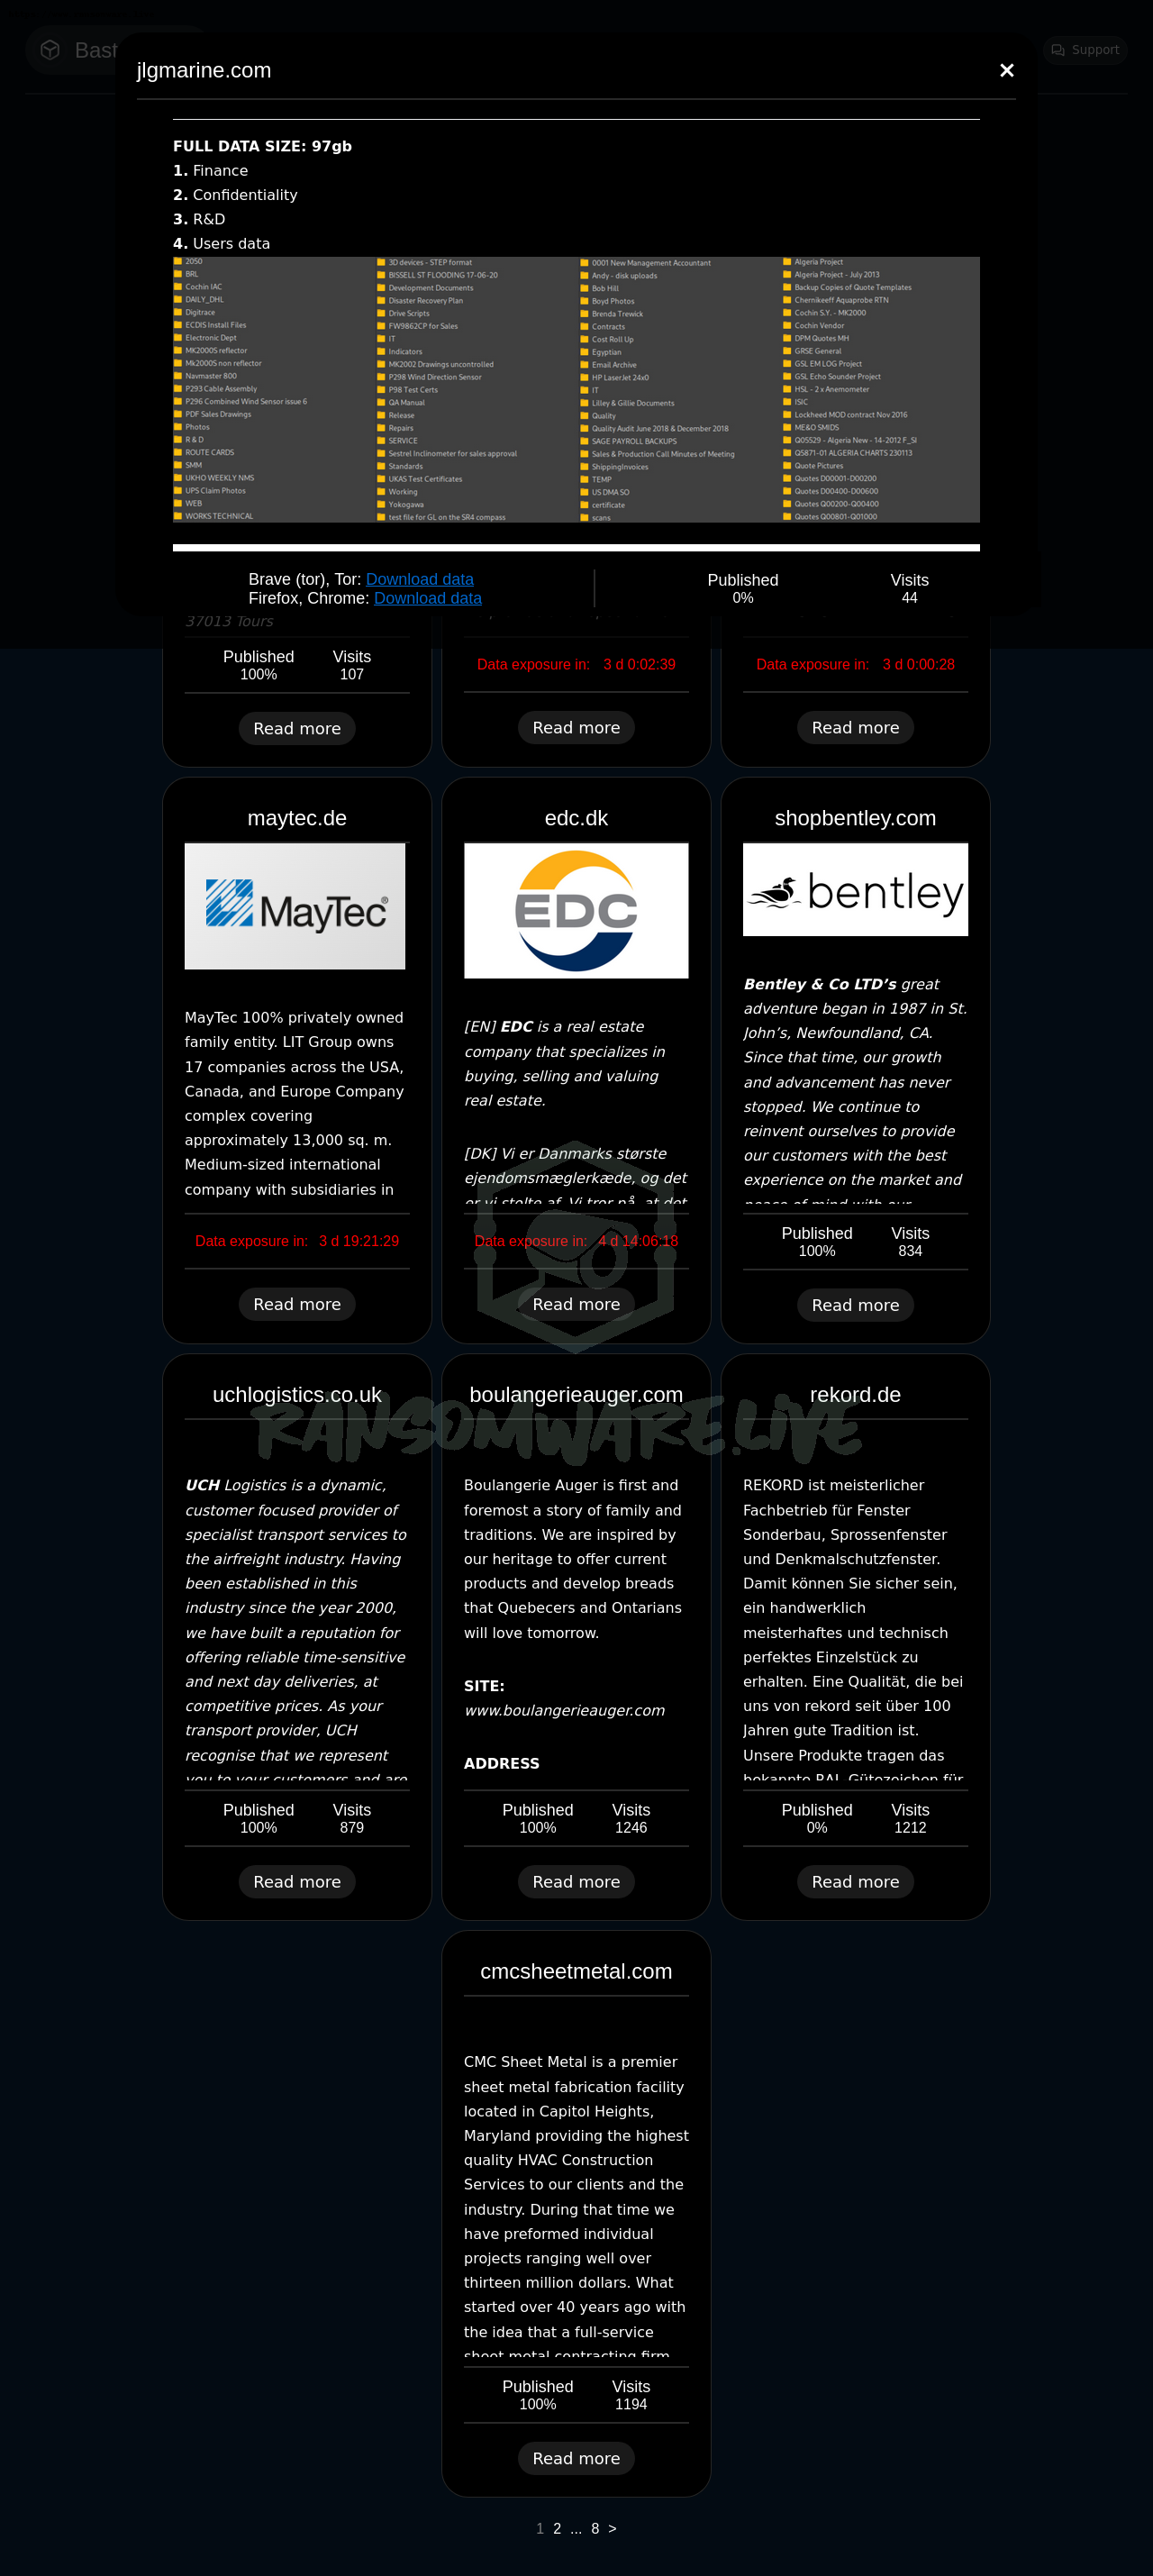 Bast
Support
jlgmarine.com
FULL DATA SIZE: 97gb
1. Finance
2. Confidentiality
3. R&D
4. Users data
2050
BRL
Cochin IAC
DAILY_DHL
Digitrace
ECDIS Install Files
Electronic Dept
MK2000S reflector
Mk2000S non reflector
Navmaster 800
P293 Cable Assembly
P296 Combined Wind Sensor issue 6
PDF Sales Drawings
Photos
R & D
ROUTE CARDS
SMM
UKHO WEEKLY NMS
UPS Claim Photos
WEB
WORKS TECHNICAL
3D devices - STEP format
BISSELL ST FLOODING 17-06-20
Development Documents
Disaster Recovery Plan
Drive Scripts
FW9862CP for Sales
IT
Indicators
MK2002 Drawings uncontrolled
P298 Wind Direction Sensor
P98 Test Certs
QA Manual
Release
Repairs
SERVICE
Sestrel Inclinometer for sales approval
Standards
UKAS Test Certificates
Working
Yokogawa
test file for GL on the SR4 compass
0001 New Management Accountant
Andy - disk uploads
Bob Hill
Boyd Photos
Brenda Trewick
Contracts
Cost Roll Up
Egyptian
Email Archive
HP LaserJet 24x0
IT
Lilley & Gillie Documents
Quality
Quality Audit June 2018 & December 2018
SAGE PAYROLL BACKUPS
Sales & Production Call Minutes of Meeting
ShippingInvoices
TEMP
US DMA SO
certificate
scans
Algeria Project
Algeria Project - July 2013
Backup Copies of Quote Templates
Chernikeeff Aquaprobe RTN
Cochin S.Y. - MK2000
Cochin Vendor
DPM Quotes MH
GRSE General
GSL EM LOG Project
GSL Echo Sounder Project
HSL - 2 x Anemometer
ISIC
Lockheed MOD contract Nov 2016
ME&O SMIDS
Q05529 - Algeria New - 14-2012 F_SI
Q5871-01 ALGERIA CHARTS 230113
Quote Pictures
Quotes D00001-D00200
Quotes D00400-D00600
Quotes Q00200-Q00400
Quotes Q00801-Q01000
Brave (tor), Tor: Download data
Firefox, Chrome: Download data
Published
0%
Visits
44
37013 Tours
Published
100%
Visits
107
Read more
Data exposure in: 3 d 0:02:39
Read more
Data exposure in: 3 d 0:00:28
Read more
maytec.de
MayTec®
MayTec 100% privately owned
family entity. LIT Group owns
17 companies across the USA,
Canada, and Europe Company
complex covering
approximately 13,000 sq. m.
Medium-sized international
company with subsidiaries in
Data exposure in: 3 d 19:21:29
Read more
edc.dk
EDC
[EN] EDC is a real estate
company that specializes in
buying, selling and valuing
real estate.
[DK] Vi er Danmarks største
ejendomsmæglerkæde, og det
er vi stolte af. Vi tror på, at det
Data exposure in: 4 d 14:06:18
Read more
shopbentley.com
bentley
Bentley & Co LTD’s great
adventure began in 1987 in St.
John’s, Newfoundland, CA.
Since that time, our growth
and advancement has never
stopped. We continue to
reinvent ourselves to provide
our customers with the best
experience on the market and
peace of mind with our
Published
100%
Visits
834
Read more
RANSOMWARE.LIVE
uchlogistics.co.uk
UCH Logistics is a dynamic,
customer focused provider of
specialist transport services to
the airfreight industry. Having
been established in this
industry since the year 2000,
we have built a reputation for
offering reliable time-sensitive
and next day deliveries, at
competitive prices. As your
transport provider, UCH
recognise that we represent
you to your customers and are
Published
100%
Visits
879
Read more
boulangerieauger.com
Boulangerie Auger is first and
foremost a story of family and
traditions. We are inspired by
our heritage to offer current
products and develop breads
that Quebecers and Ontarians
will love tomorrow.
SITE:
www.boulangerieauger.com
ADDRESS
Published
100%
Visits
1246
Read more
rekord.de
REKORD ist meisterlicher
Fachbetrieb für Fenster
Sonderbau, Sprossenfenster
und Denkmalschutzfenster.
Damit können Sie sicher sein,
ein handwerklich
meisterhaftes und technisch
perfektes Einzelstück zu
erhalten. Eine Qualität, die bei
uns von rekord seit über 100
Jahren gute Tradition ist.
Unsere Produkte tragen das
bekannte RAL Gütezeichen für
Published
0%
Visits
1212
Read more
cmcsheetmetal.com
CMC Sheet Metal is a premier
sheet metal fabrication facility
located in Capitol Heights,
Maryland providing the highest
quality HVAC Construction
Services to our clients and the
industry. During that time we
have preformed individual
projects ranging well over
thirteen million dollars. What
started over 40 years ago with
the idea that a full-service
sheet metal contracting firm
Published
100%
Visits
1194
Read more
1 2 ... 8 >